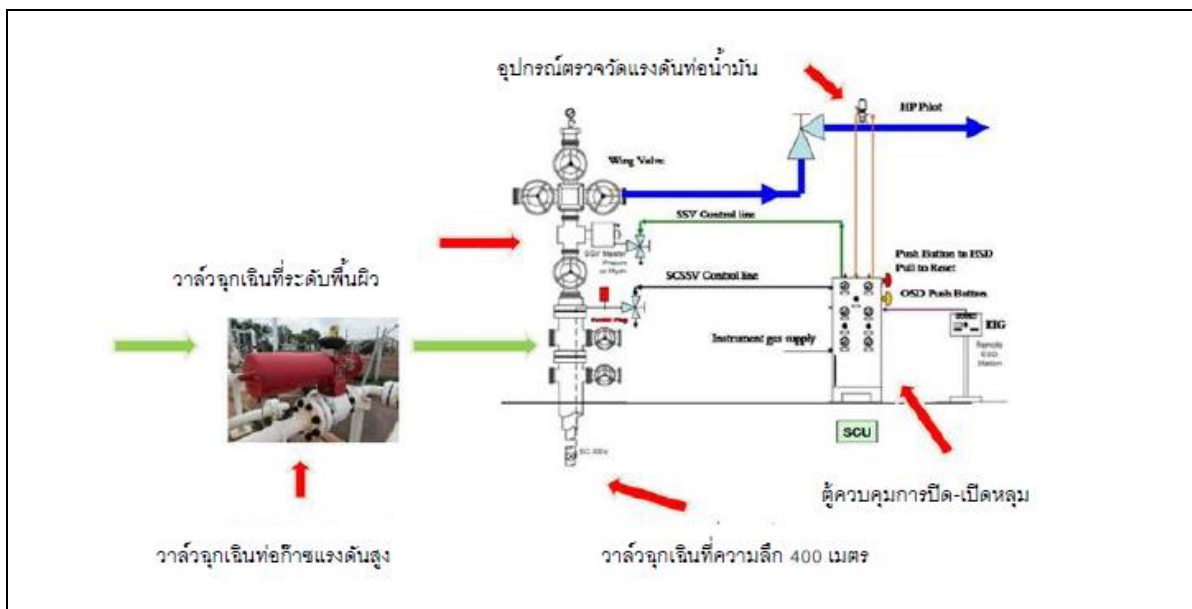 อุปกรณ์ตรวจวัดแรงดันท่อน้ำมัน
HP Pilot
Wing Valve
SSV Control line
SSV Master
วาล์วฉุกเฉินที่ระดับพื้นผิว
Push Button to ESD
Pull to Reset
SCSSV Control line
OSD Push Button
Instrument gas supply
Remote
ESD
Station
SCU
SC-SSV
ตู้ควบคุมการปิด-เปิดหลุม
วาล์วฉุกเฉินท่อก๊าซแรงดันสูง
วาล์วฉุกเฉินที่ความลึก 400 เมตร